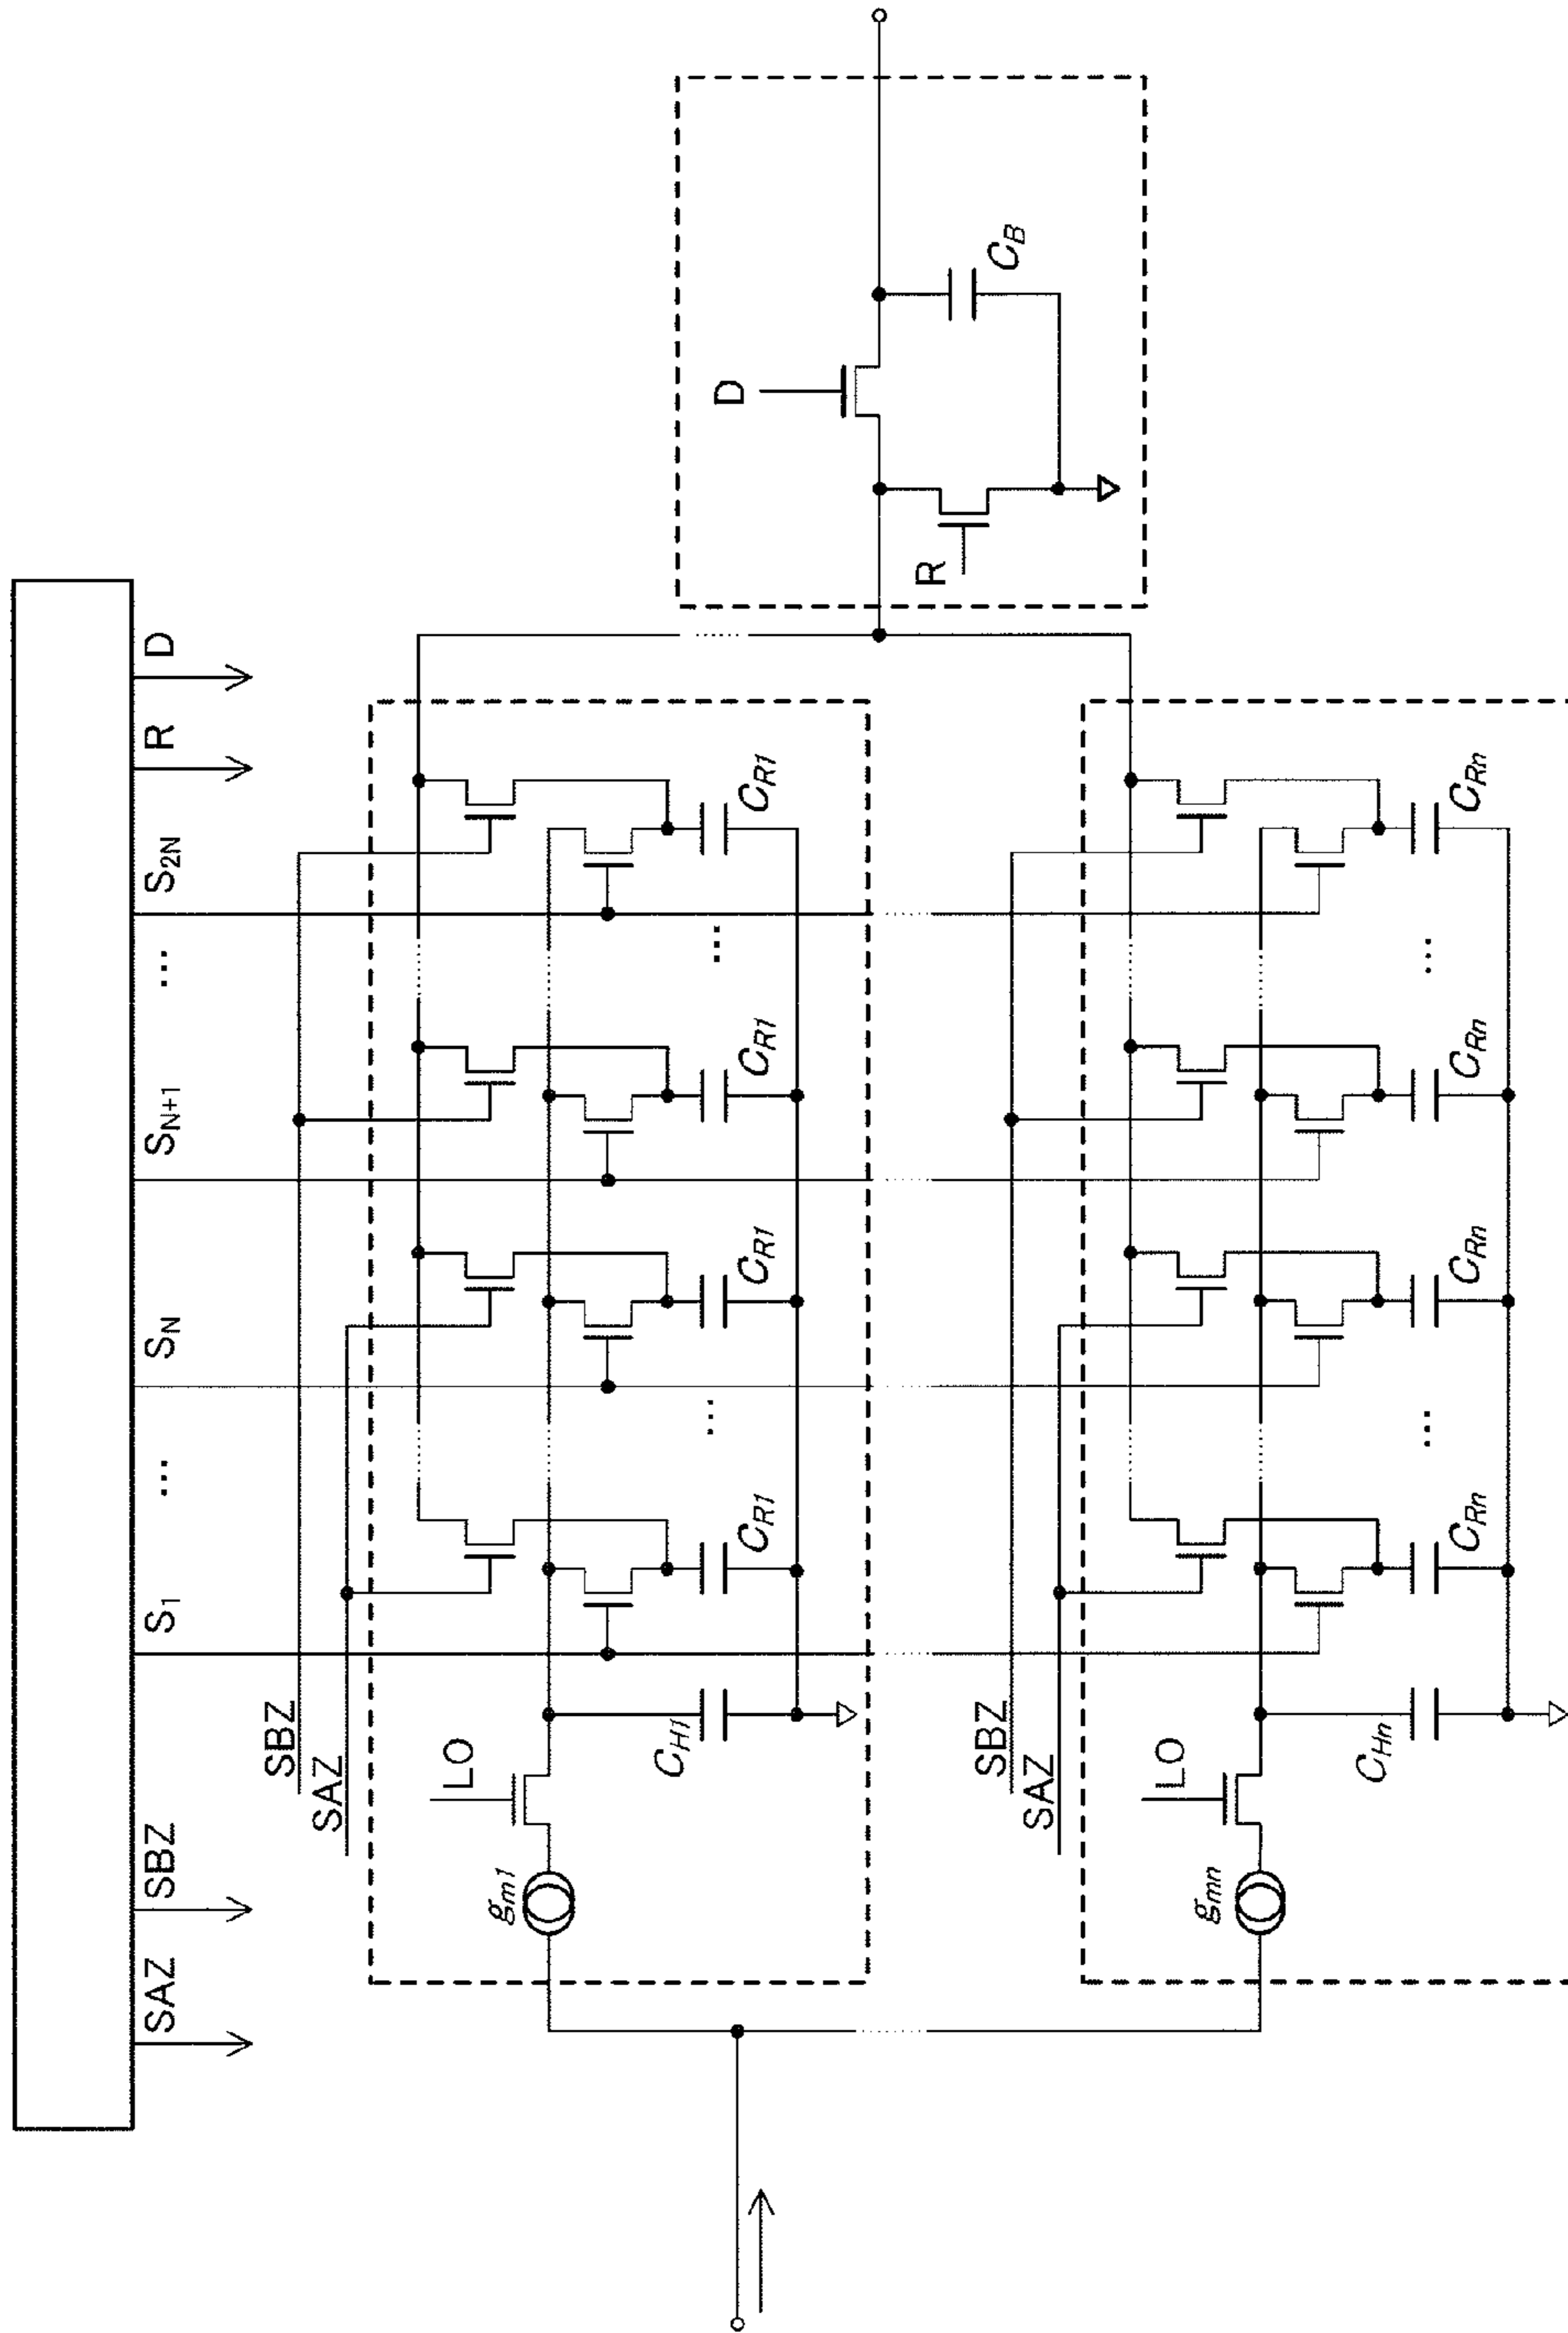 SAZ SBZ S1 ... SN SN+1 ... S2N R D
SBZ
SAZ
LO
gm1
CH1
CR1 ... CR1 CR1 ... CR1
SBZ
SAZ
LO
gmn
CHn
CRn ... CRn CRn ... CRn
D
R
CB